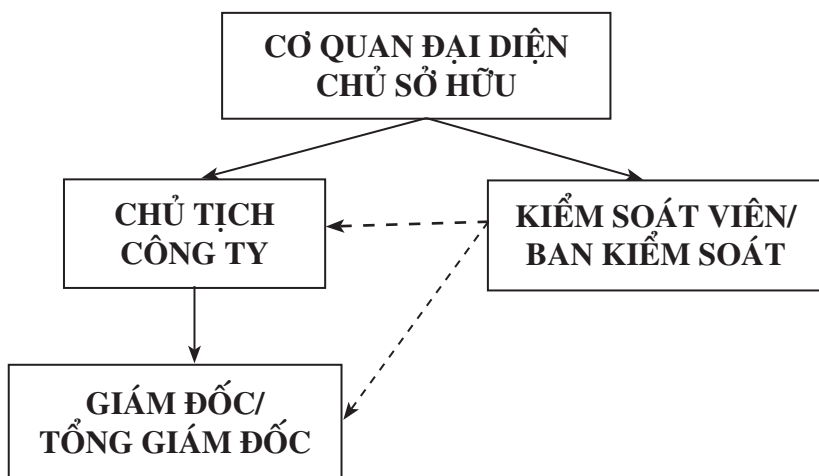 CƠ QUAN ĐẠI DIỆN
CHỦ SỞ HỮU
CHỦ TỊCH
CÔNG TY
KIỂM SOÁT VIÊN/
BAN KIỂM SOÁT
GIÁM ĐỐC/
TỔNG GIÁM ĐỐC